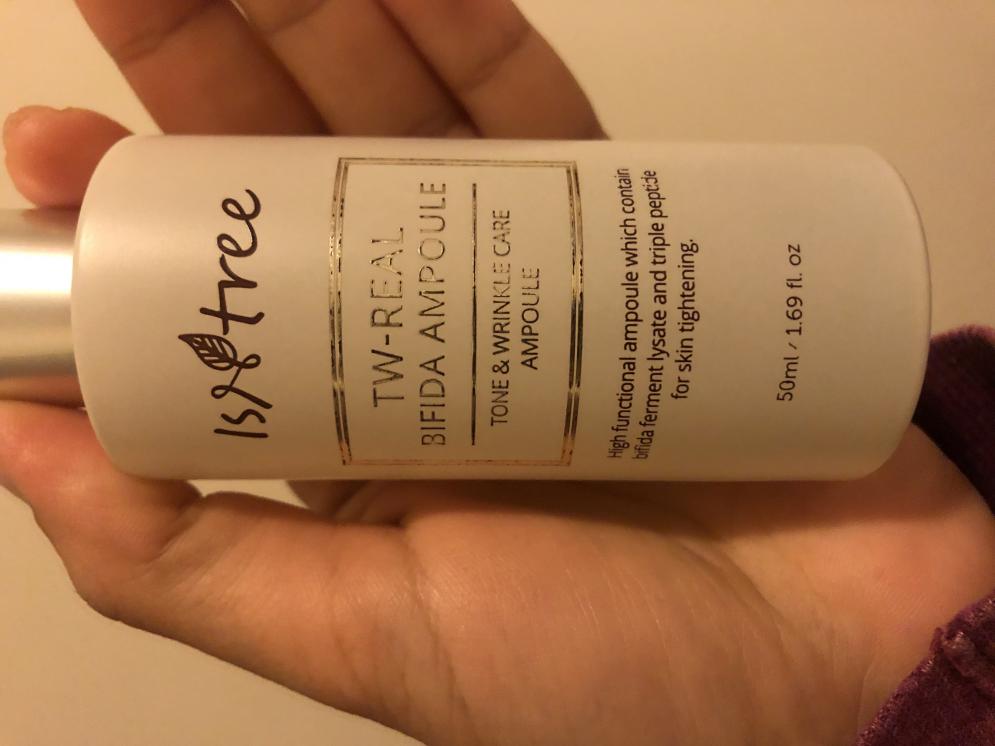 Isntree
TW-REAL
BIFIDA AMPOULE
TONE & WRINKLE CARE
AMPOULE
High functional ampoule which contain
bifida ferment lysate and triple peptide
for skin tightening.
50ml / 1.69 fl. oz